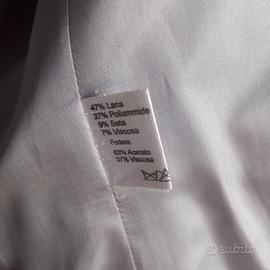 47% Lana
37% Poliammide
9% Seta
7% Viscosa
Fodera
63% Acetato
37% Viscosa
subito